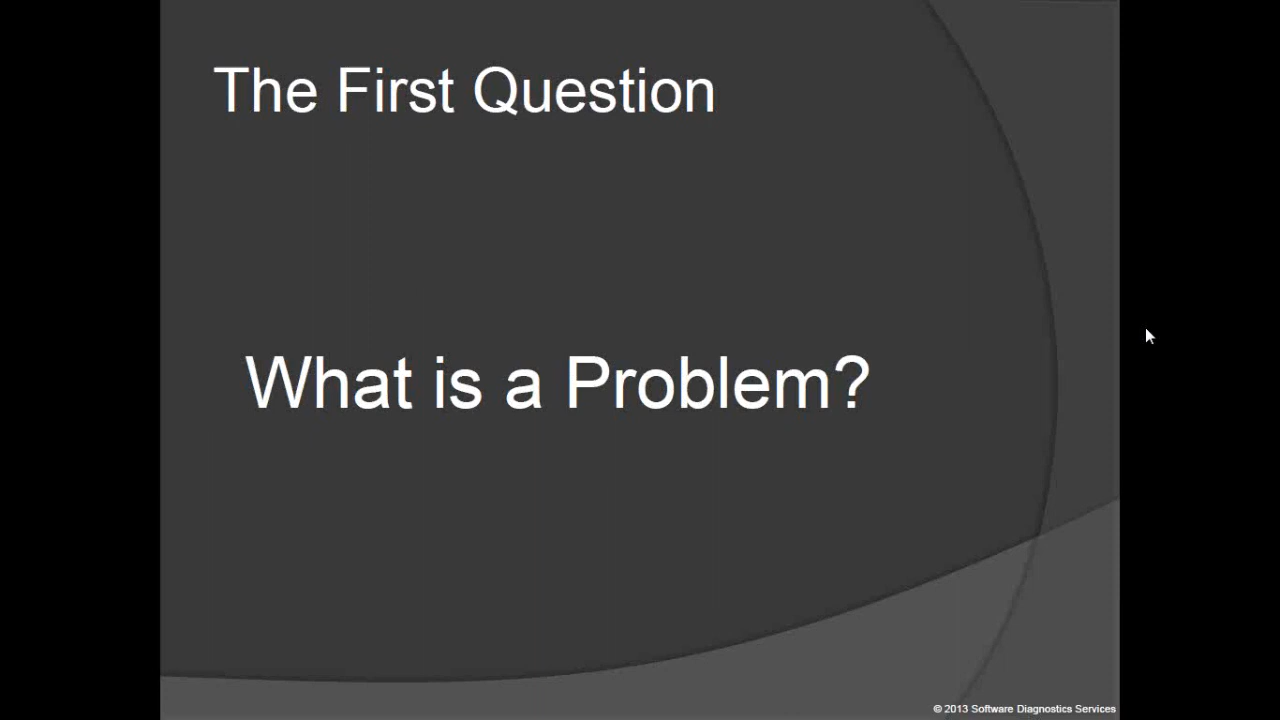 The First Question
What is a Problem?
© 2013 Software Diagnostics Services